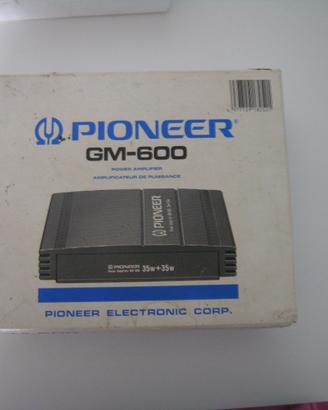 PIONEER®
GM-600
POWER AMPLIFIER
AMPLIFICATEUR DE PUISSANCE
PIONEER
PIONEER
35w+35w
PIONEER ELECTRONIC CORP.